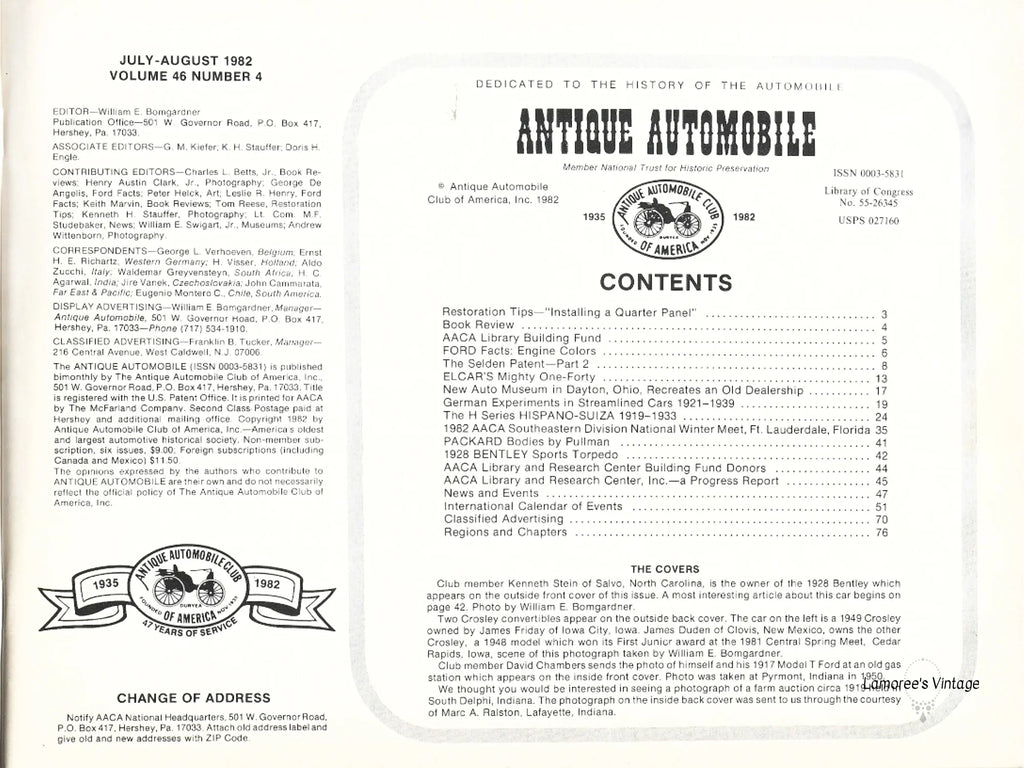 JULY-AUGUST 1982
VOLUME 46 NUMBER 4
EDITOR—William E. Bomgardner
Publication Office—501 W. Governor Road, P.O. Box 417,
Hershey, Pa. 17033.
ASSOCIATE EDITORS—G. M. Kiefer; K. H. Stauffer; Doris H.
Engle.
CONTRIBUTING EDITORS—Charles L. Betts, Jr., Book Re-
views; Henry Austin Clark, Jr., Photography; George De
Angelis, Ford Facts; Peter Helck, Art; Leslie R. Henry, Ford
Facts; Keith Marvin, Book Reviews; Tom Reese, Restoration
Tips; Kenneth H. Stauffer, Photography; Lt. Com. M.F.
Studebaker, News; William E. Swigart, Jr., Museums; Andrew
Wittenborn, Photography.
CORRESPONDENTS—George L. Verhoeven, Belgium; Ernst
H. E. Richartz, Western Germany; H. Visser, Holland; Aldo
Zucchi, Italy; Waldemar Greyvensteyn, South Africa; H. C.
Agarwal, India; Jire Vanek, Czechoslovakia; John Cammarata,
Far East & Pacific; Eugenio Montero C., Chile, South America.
DISPLAY ADVERTISING—William E. Bomgardner, Manager—
Antique Automobile, 501 W. Governor Road, P.O. Box 417,
Hershey, Pa. 17033—Phone (717) 534-1910.
CLASSIFIED ADVERTISING—Franklin B. Tucker, Manager—
216 Central Avenue, West Caldwell, N.J. 07006.
The ANTIQUE AUTOMOBILE (ISSN 0003-5831) is published
bimonthly by The Antique Automobile Club of America, Inc.,
501 W. Governor Road, P.O. Box 417, Hershey, Pa. 17033. Title
is registered with the U.S. Patent Office. It is printed for AACA
by The McFarland Company. Second Class Postage paid at
Hershey and additional mailing office. Copyright 1982 by
Antique Automobile Club of America, Inc.—America's oldest
and largest automotive historical society. Non-member sub-
scription, six issues, $9.00; Foreign subscriptions (including
Canada and Mexico) $11.50.
The opinions expressed by the authors who contribute to
ANTIQUE AUTOMOBILE are their own and do not necessarily
reflect the official policy of The Antique Automobile Club of
America, Inc.
1935 ANTIQUE AUTOMOBILE CLUB 1982
DURYEA
FOUNDED NOV. 1935
OF AMERICA
47 YEARS OF SERVICE
CHANGE OF ADDRESS
Notify AACA National Headquarters, 501 W. Governor Road,
P.O. Box 417, Hershey, Pa. 17033. Attach old address label and
give old and new addresses with ZIP Code.
DEDICATED TO THE HISTORY OF THE AUTOMOBILE
ANTIQUE AUTOMOBILE
Member National Trust for Historic Preservation
© Antique Automobile
Club of America, Inc. 1982
1935 ANTIQUE AUTOMOBILE CLUB 1982
DURYEA
FOUNDED NOV. 1935
OF AMERICA
ISSN 0003-5831
Library of Congress
No. 55-26345
USPS 027160
CONTENTS
Restoration Tips—"Installing a Quarter Panel" .......... 3
Book Review .......... 4
AACA Library Building Fund .......... 5
FORD Facts: Engine Colors .......... 6
The Selden Patent—Part 2 .......... 8
ELCAR'S Mighty One-Forty .......... 13
New Auto Museum in Dayton, Ohio, Recreates an Old Dealership .......... 17
German Experiments in Streamlined Cars 1921-1939 .......... 19
The H Series HISPANO-SUIZA 1919-1933 .......... 24
1982 AACA Southeastern Division National Winter Meet, Ft. Lauderdale, Florida 35
PACKARD Bodies by Pullman .......... 41
1928 BENTLEY Sports Torpedo .......... 42
AACA Library and Research Center Building Fund Donors .......... 44
AACA Library and Research Center, Inc.—a Progress Report .......... 45
News and Events .......... 47
International Calendar of Events .......... 51
Classified Advertising .......... 70
Regions and Chapters .......... 76
THE COVERS
Club member Kenneth Stein of Salvo, North Carolina, is the owner of the 1928 Bentley which
appears on the outside front cover of this issue. A most interesting article about this car begins on
page 42. Photo by William E. Bomgardner.
Two Crosley convertibles appear on the outside back cover. The car on the left is a 1949 Crosley
owned by James Friday of Iowa City, Iowa. James Duden of Clovis, New Mexico, owns the other
Crosley, a 1948 model which won its First Junior award at the 1981 Central Spring Meet, Cedar
Rapids, Iowa, scene of this photograph taken by William E. Bomgardner.
Club member David Chambers sends the photo of himself and his 1917 Model T Ford at an old gas
station which appears on the inside front cover. Photo was taken at Pyrmont, Indiana in 1950.
We thought you would be interested in seeing a photograph of a farm auction circa 1919 held in
South Delphi, Indiana. The photograph on the inside back cover was sent to us through the courtesy
of Marc A. Ralston, Lafayette, Indiana.
Lamoree's Vintage